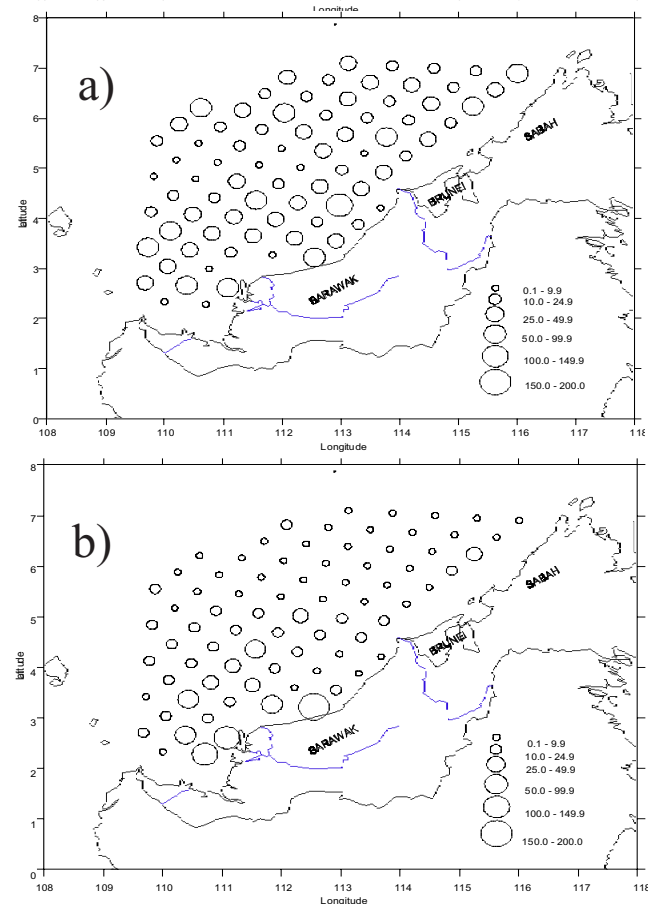 Longitude
8
7
6
5
4
3
2
1
0
latitude
a)
SABAH
BRUNEI
SARAWAK
0.1 - 9.9
10.0 - 24.9
25.0 - 49.9
50.0 - 99.9
100.0 - 149.9
150.0 - 200.0
108 109 110 111 112 113 114 115 116 117 118
Longitude
8
7
6
5
4
3
2
1
0
latitude
b)
SABAH
BRUNEI
SARAWAK
0.1 - 9.9
10.0 - 24.9
25.0 - 49.9
50.0 - 99.9
100.0 - 149.9
150.0 - 200.0
108 109 110 111 112 113 114 115 116 117 118
Longitude